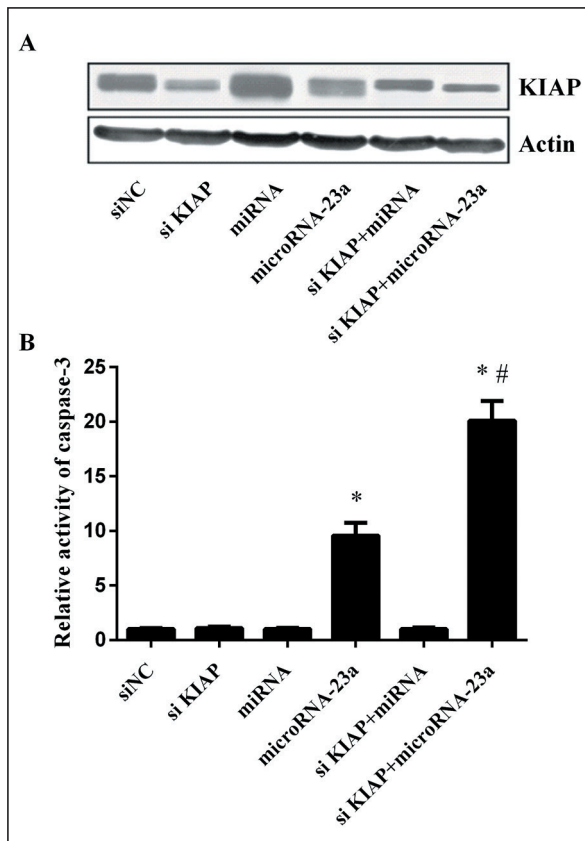 A
KIAP
Actin
siNC
si KIAP
miRNA
microRNA-23a
si KIAP+miRNA
si KIAP+microRNA-23a
B
Relative activity of caspase-3
25
20
15
10
5
0
*
* #
siNC
si KIAP
miRNA
microRNA-23a
si KIAP+miRNA
si KIAP+microRNA-23a